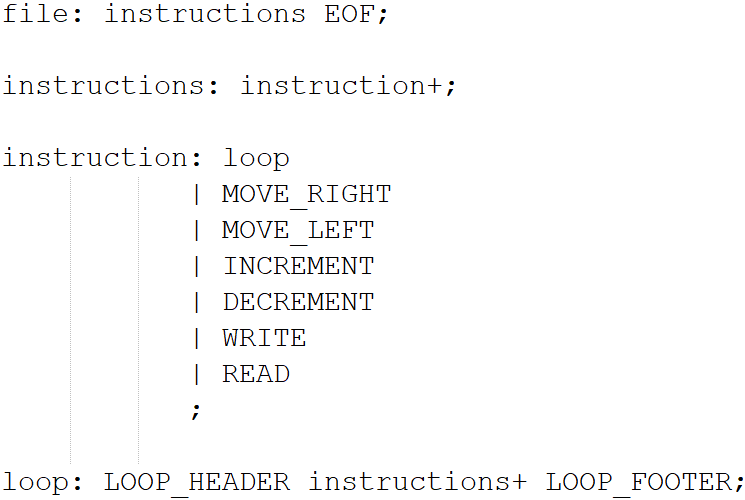 file: instructions EOF;
instructions: instruction+;
instruction: loop
| MOVE_RIGHT
| MOVE_LEFT
| INCREMENT
| DECREMENT
| WRITE
| READ
;
loop: LOOP_HEADER instructions+ LOOP_FOOTER;